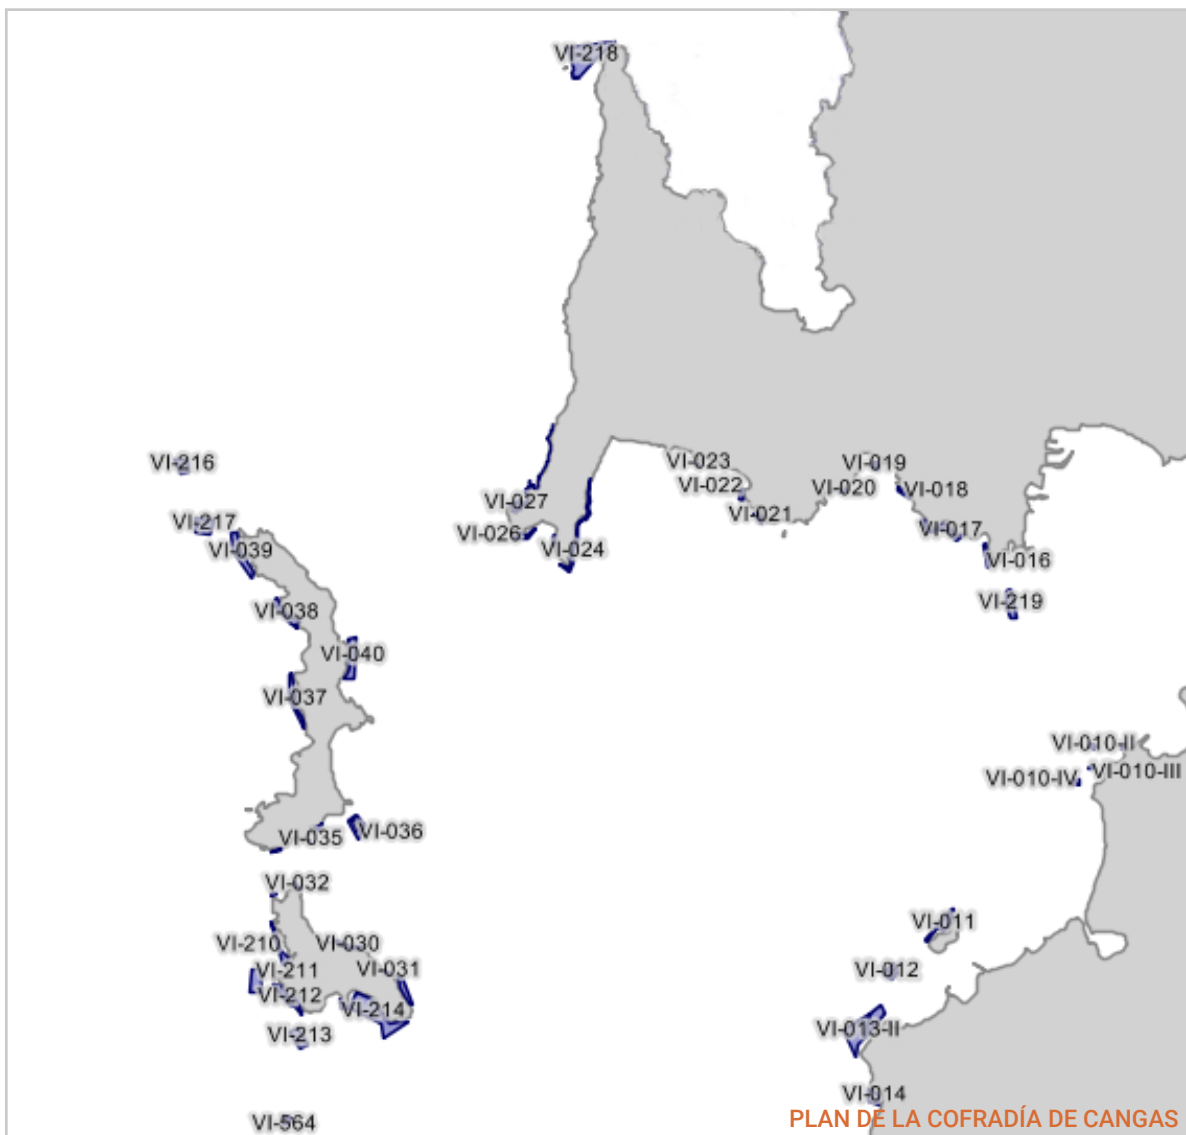 VI-218
VI-216
VI-023
VI-019
VI-022
VI-020
VI-018
VI-027
VI-021
VI-217
VI-017
VI-026
VI-024
VI-039
VI-016
VI-219
VI-038
VI-040
VI-037
VI-010-II
VI-010-III
VI-010-IV
VI-036
VI-035
VI-032
VI-011
VI-210
VI-030
VI-211
VI-031
VI-012
VI-212
VI-214
VI-013-II
VI-213
VI-014
VI-564
PLAN DE LA COFRADÍA DE CANGAS